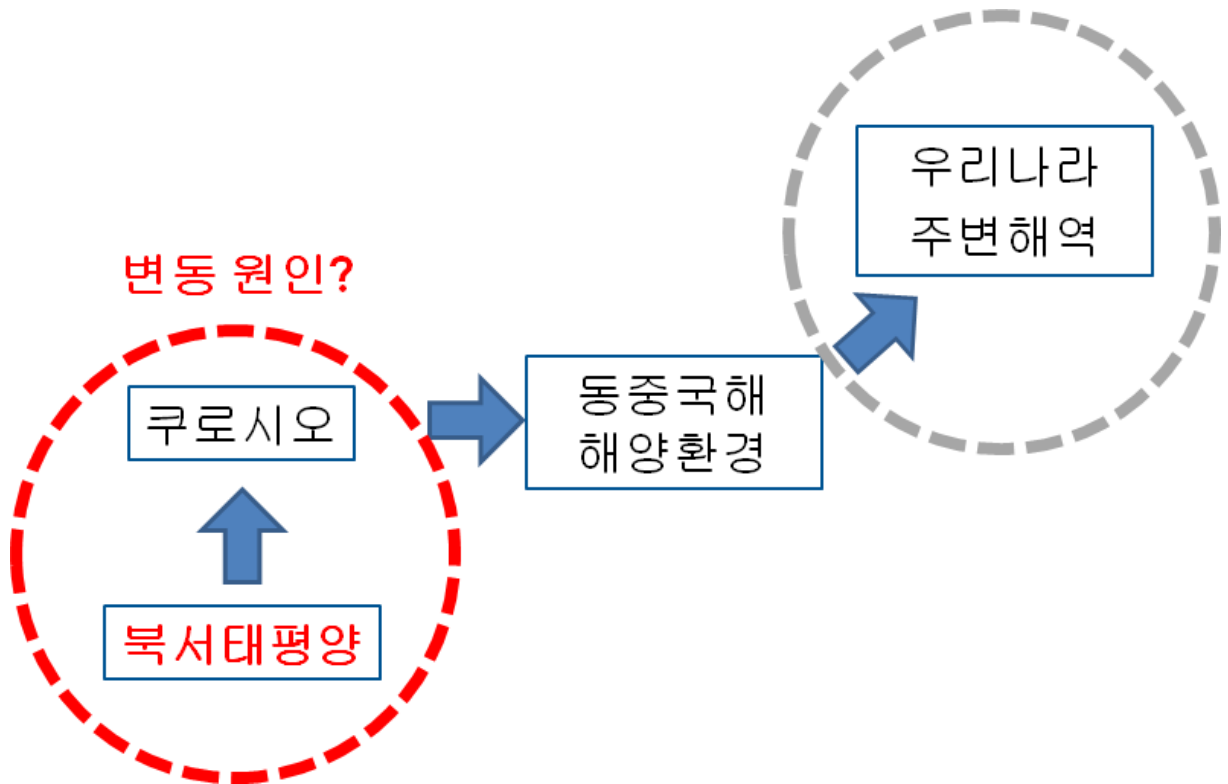 우리나라
주변해역
변동 원인?
쿠로시오
동중국해
해양환경
북서태평양